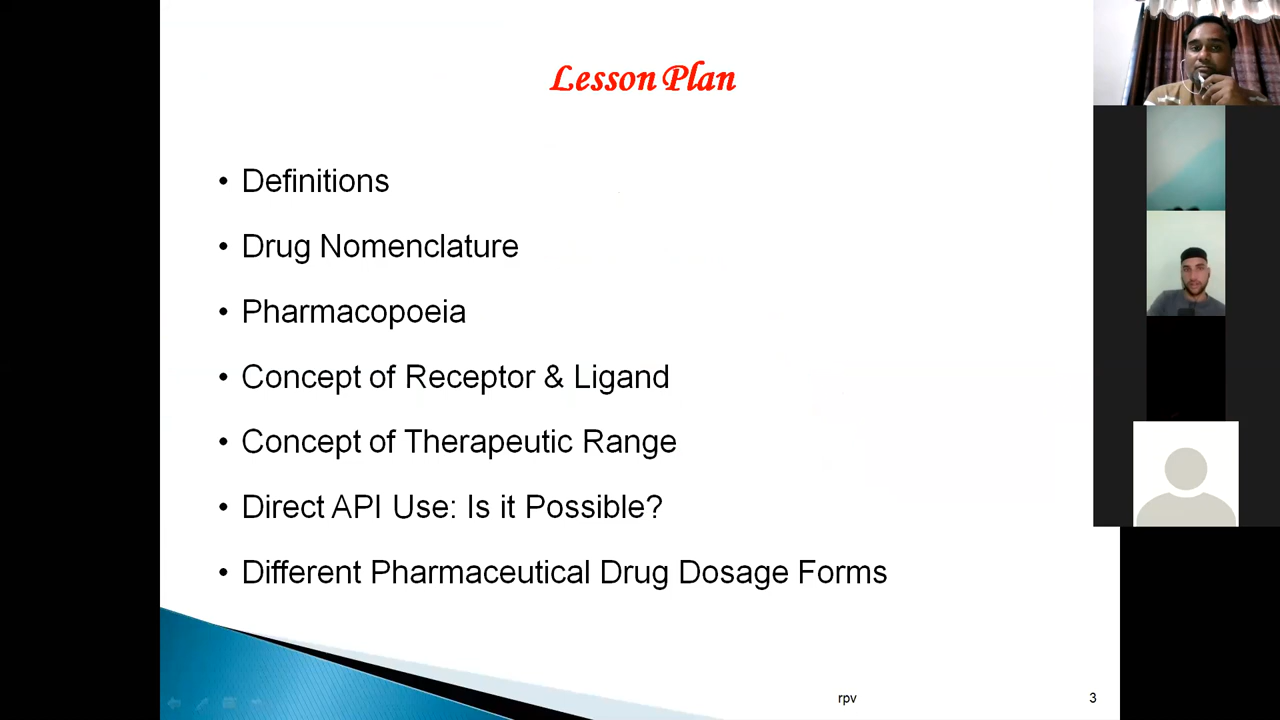 Lesson Plan
• Definitions
• Drug Nomenclature
• Pharmacopoeia
• Concept of Receptor & Ligand
• Concept of Therapeutic Range
• Direct API Use: Is it Possible?
• Different Pharmaceutical Drug Dosage Forms
rpv 3